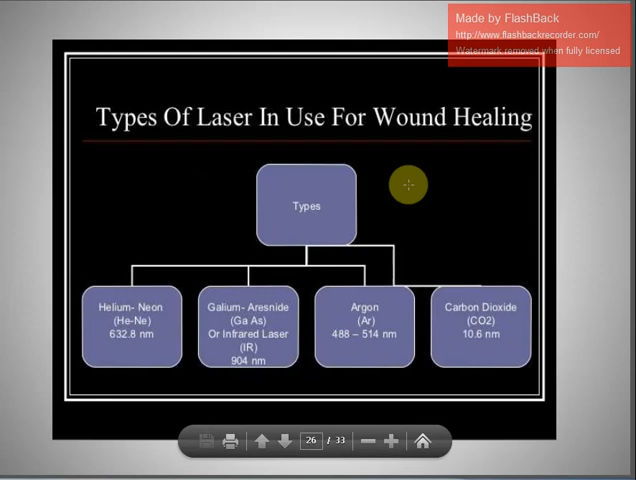 Made by FlashBack
http://www.flashbackrecorder.com/
Watermark removed when fully licensed
Types Of Laser In Use For Wound Healing
Types
Helium- Neon
(He-Ne)
632.8 nm
Galium- Aresnide
(Ga As)
Or Infrared Laser
(IR)
904 nm
Argon
(Ar)
488 – 514 nm
Carbon Dioxide
(CO2)
10.6 nm
26 / 33